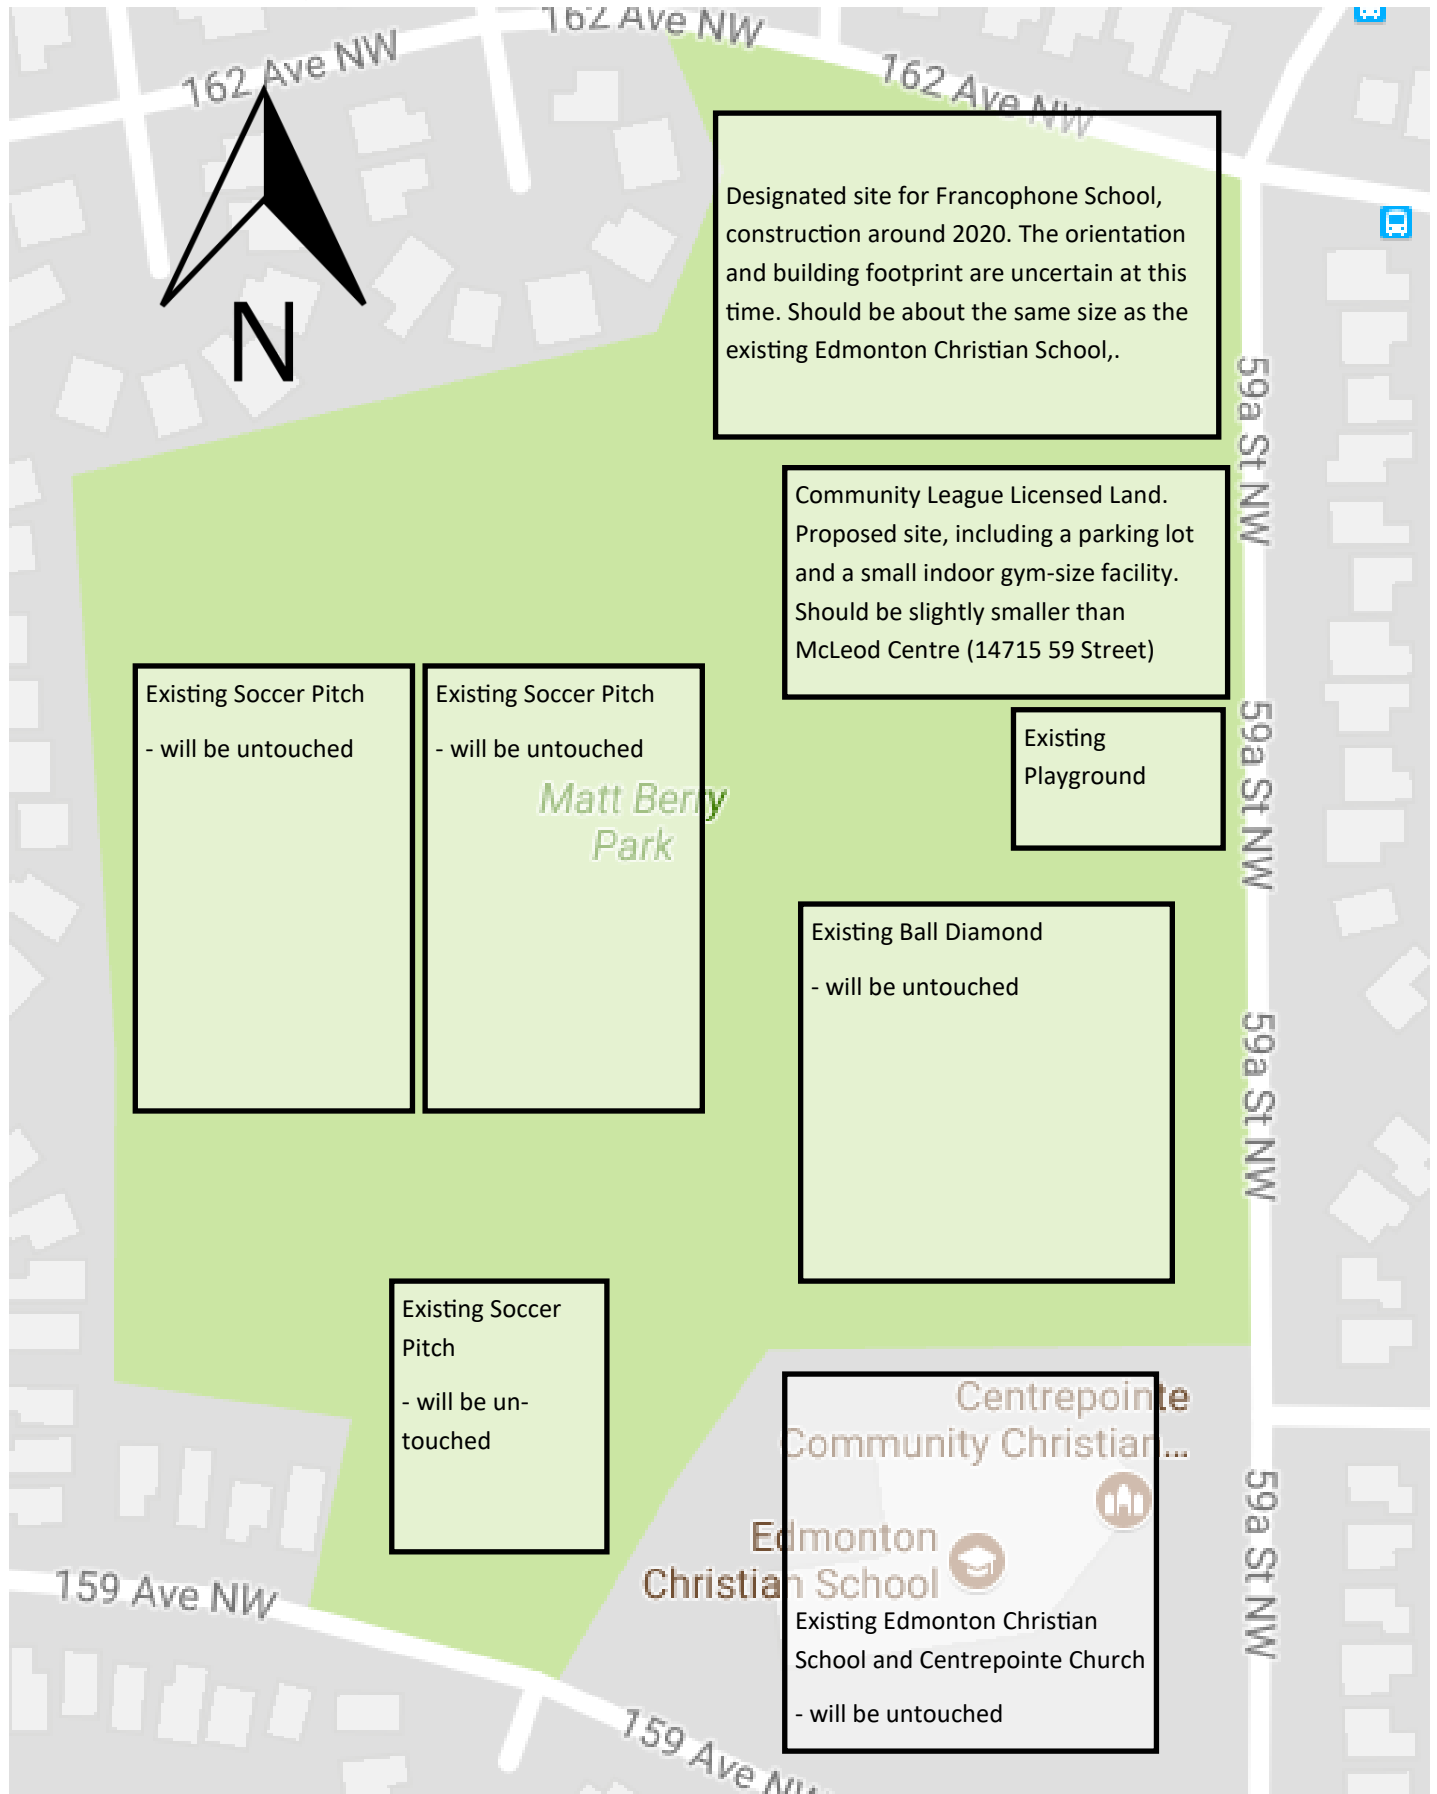 162 Ave NW
162 Ave NW
162 Ave NW
N
Designated site for Francophone School,
construction around 2020. The orientation
and building footprint are uncertain at this
time. Should be about the same size as the
existing Edmonton Christian School,.
59a St NW
Community League Licensed Land.
Proposed site, including a parking lot
and a small indoor gym-size facility.
Should be slightly smaller than
McLeod Centre (14715 59 Street)
Existing Soccer Pitch
- will be untouched
Existing Soccer Pitch
- will be untouched
Matt Berry
Park
Existing
Playground
59a St NW
Existing Ball Diamond
- will be untouched
59a St NW
Existing Soccer
Pitch
- will be un-
touched
Centrepointe
Community Christian...
Edmonton
Christian School
Existing Edmonton Christian
School and Centrepointe Church
- will be untouched
59a St NW
159 Ave NW
159 Ave NW